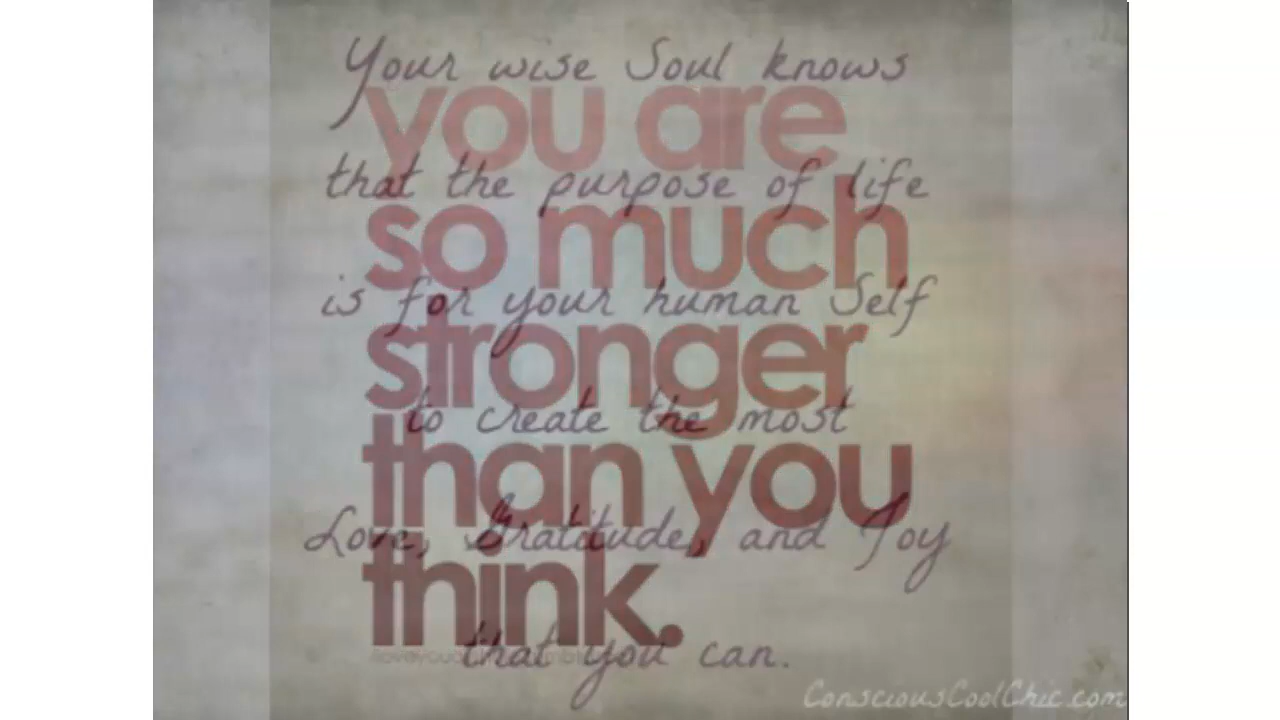 Your wise Soul knows
you are
that the purpose of life
so much
is for your human Self
stronger
to create the most
than you
Love, Gratitude, and Joy
think.
that you can.
ConsciousCoolChic.com